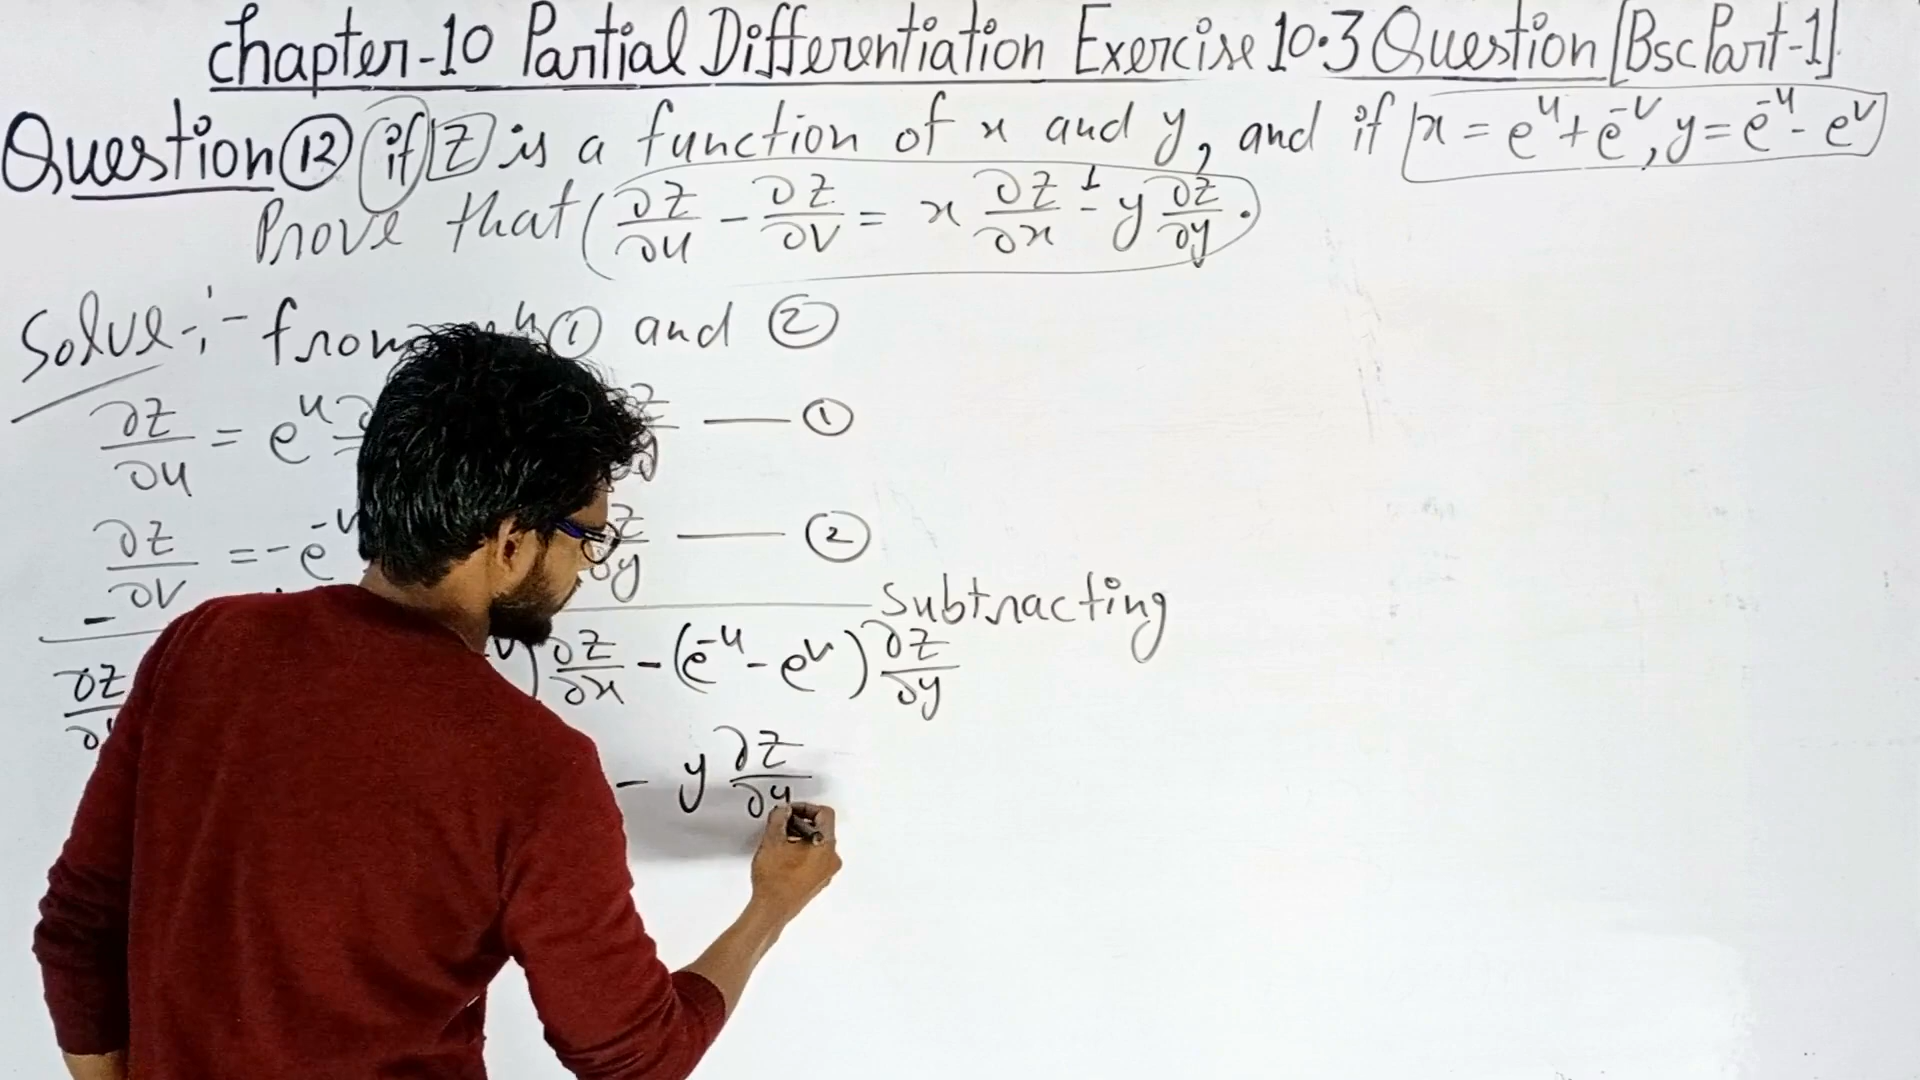 Chapter-10 Partial Differentiation Exercise 10.3 Question [Bsc Part-1]
Question ⑫ if Z is a function of x and y, and if x = e^u + e^-v, y = e^-u - e^v
Prove that ∂Z/∂u - ∂Z/∂v = x ∂Z/∂x - y ∂Z/∂y.
Solve :- from ① and ②
∂Z/∂u = e^u — ①
∂Z/∂v = -e^-v ∂y — ②
Subtracting
∂Z ) ∂Z/∂x - (e^-u - e^v) ∂Z/∂y
- y ∂Z/∂y